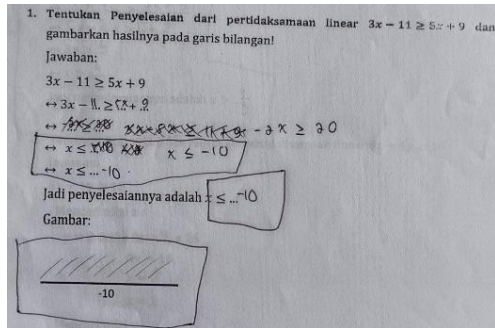 1. Tentukan Penyelesaian dari pertidaksamaan linear 3x − 11 ≥ 5x + 9 dan
gambarkan hasilnya pada garis bilangan!
Jawaban:
3x − 11 ≥ 5x + 9
↔ 3x − 11. ≥ 5x + 9
↔ -2x ≥ 20
↔ x ≤ x ≤ -10
↔ x ≤ ... -10
Jadi penyelesaiannya adalah x ≤ ... -10
Gambar:
-10